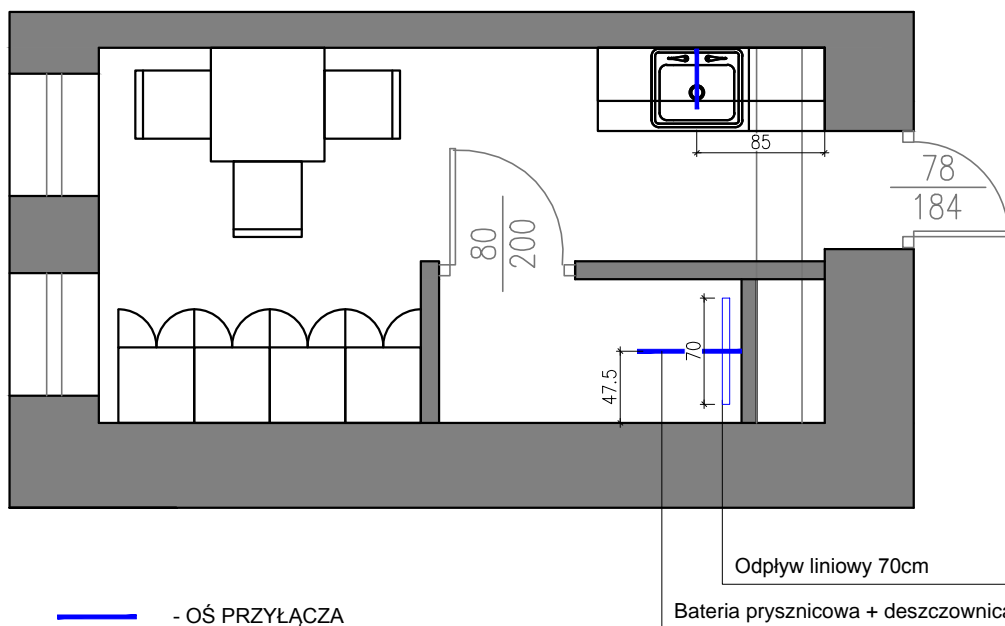 85
78
184
80
200
70
47.5
Odpływ liniowy 70cm
- OŚ PRZYŁĄCZA
Bateria prysznicowa + deszczownica